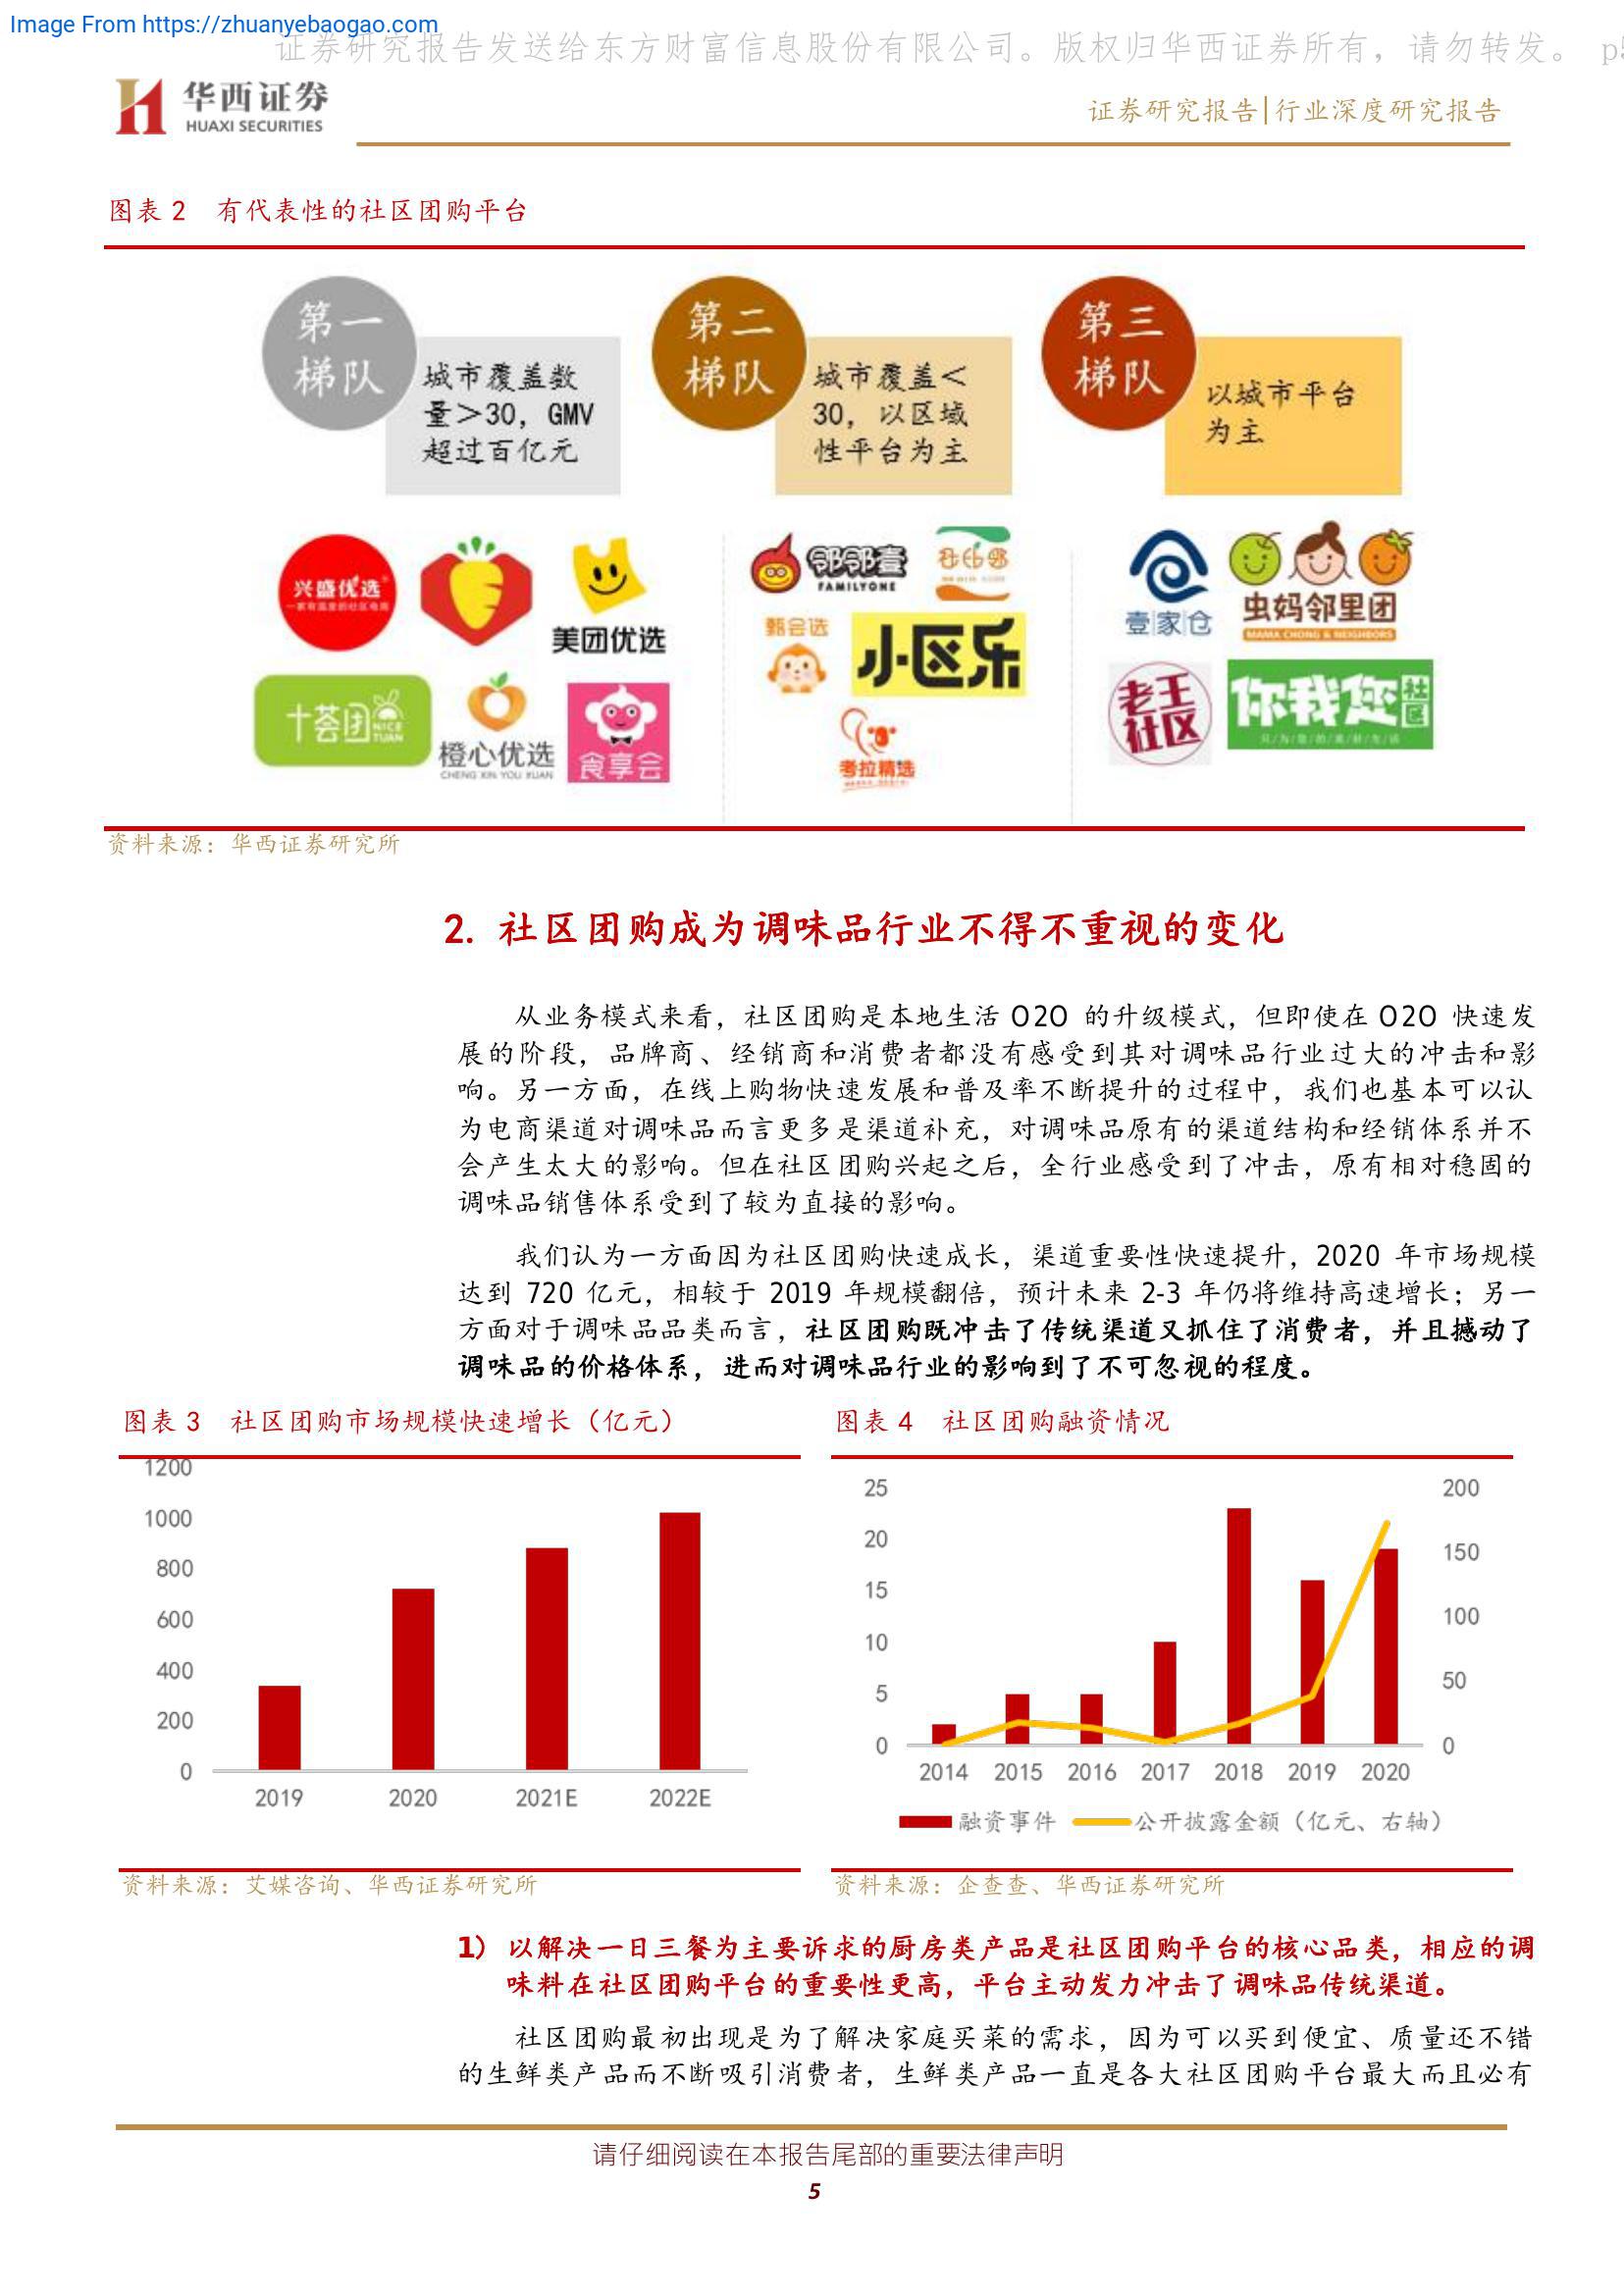 Image From https://zhuanyebaogao.com
证券研究报告发送给东方财富信息股份有限公司。版权归华西证券所有，请勿转发。 p5
华西证券
HUAXI SECURITIES
证券研究报告|行业深度研究报告
图表 2 有代表性的社区团购平台
第一
梯队
城市覆盖数
量＞30，GMV
超过百亿元
第二
梯队
城市覆盖＜
30，以区域
性平台为主
第三
梯队
以城市平台
为主
兴盛优选
美团优选
十荟团
NICE
TUAN
橙心优选
CHENG XIN YOU XUAN
食享会
邻邻壹
FAMILYONE
甄会选
小区乐
考拉精选
壹家仓
虫妈邻里团
MAMA CHONG & NEIGHBORS
老王
社区
你我您社区
资料来源：华西证券研究所
2. 社区团购成为调味品行业不得不重视的变化
从业务模式来看，社区团购是本地生活 O2O 的升级模式，但即使在 O2O 快速发
展的阶段，品牌商、经销商和消费者都没有感受到其对调味品行业过大的冲击和影
响。另一方面，在线上购物快速发展和普及率不断提升的过程中，我们也基本可以认
为电商渠道对调味品而言更多是渠道补充，对调味品原有的渠道结构和经销体系并不
会产生太大的影响。但在社区团购兴起之后，全行业感受到了冲击，原有相对稳固的
调味品销售体系受到了较为直接的影响。
我们认为一方面因为社区团购快速成长，渠道重要性快速提升，2020 年市场规模
达到 720 亿元，相较于 2019 年规模翻倍，预计未来 2-3 年仍将维持高速增长；另一
方面对于调味品品类而言，社区团购既冲击了传统渠道又抓住了消费者，并且撼动了
调味品的价格体系，进而对调味品行业的影响到了不可忽视的程度。
图表 3 社区团购市场规模快速增长（亿元）
1200
1000
800
600
400
200
0
2019 2020 2021E 2022E
资料来源：艾媒咨询、华西证券研究所
图表 4 社区团购融资情况
25
20
15
10
5
0
200
150
100
50
0
2014 2015 2016 2017 2018 2019 2020
融资事件 公开披露金额（亿元、右轴）
资料来源：企查查、华西证券研究所
1）以解决一日三餐为主要诉求的厨房类产品是社区团购平台的核心品类，相应的调
味料在社区团购平台的重要性更高，平台主动发力冲击了调味品传统渠道。
社区团购最初出现是为了解决家庭买菜的需求，因为可以买到便宜、质量还不错
的生鲜类产品而不断吸引消费者，生鲜类产品一直是各大社区团购平台最大而且必有
请仔细阅读在本报告尾部的重要法律声明
5